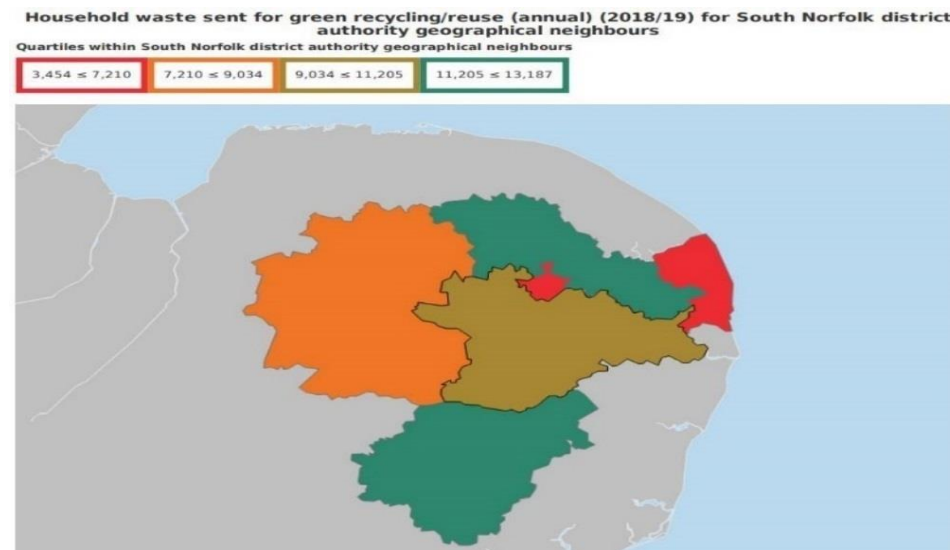 Household waste sent for green recycling/reuse (annual) (2018/19) for South Norfolk district
authority geographical neighbours
Quartiles within South Norfolk district authority geographical neighbours
3,454 ≤ 7,210
7,210 ≤ 9,034
9,034 ≤ 11,205
11,205 ≤ 13,187